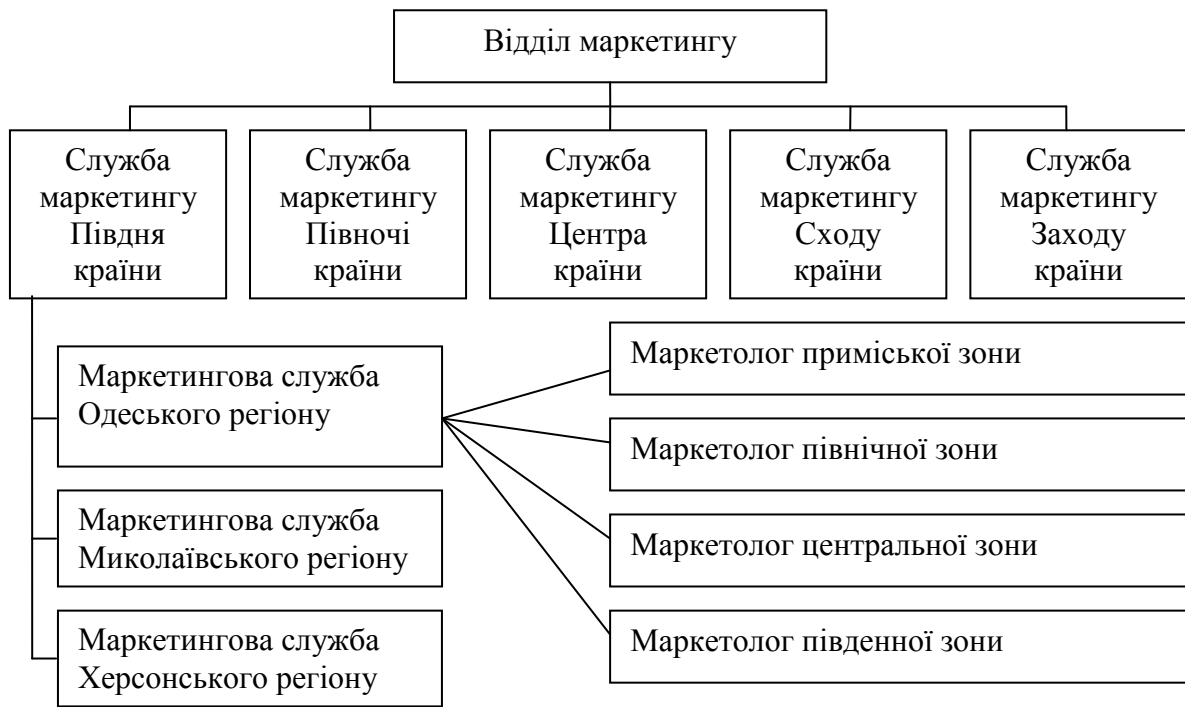 Відділ маркетингу
Служба
маркетингу
Півдня
країни
Служба
маркетингу
Півночі
країни
Служба
маркетингу
Центра
країни
Служба
маркетингу
Сходу
країни
Служба
маркетингу
Заходу
країни
Маркетингова служба
Одеського регіону
Маркетингова служба
Миколаївського регіону
Маркетингова служба
Херсонського регіону
Маркетолог приміської зони
Маркетолог північної зони
Маркетолог центральної зони
Маркетолог південної зони